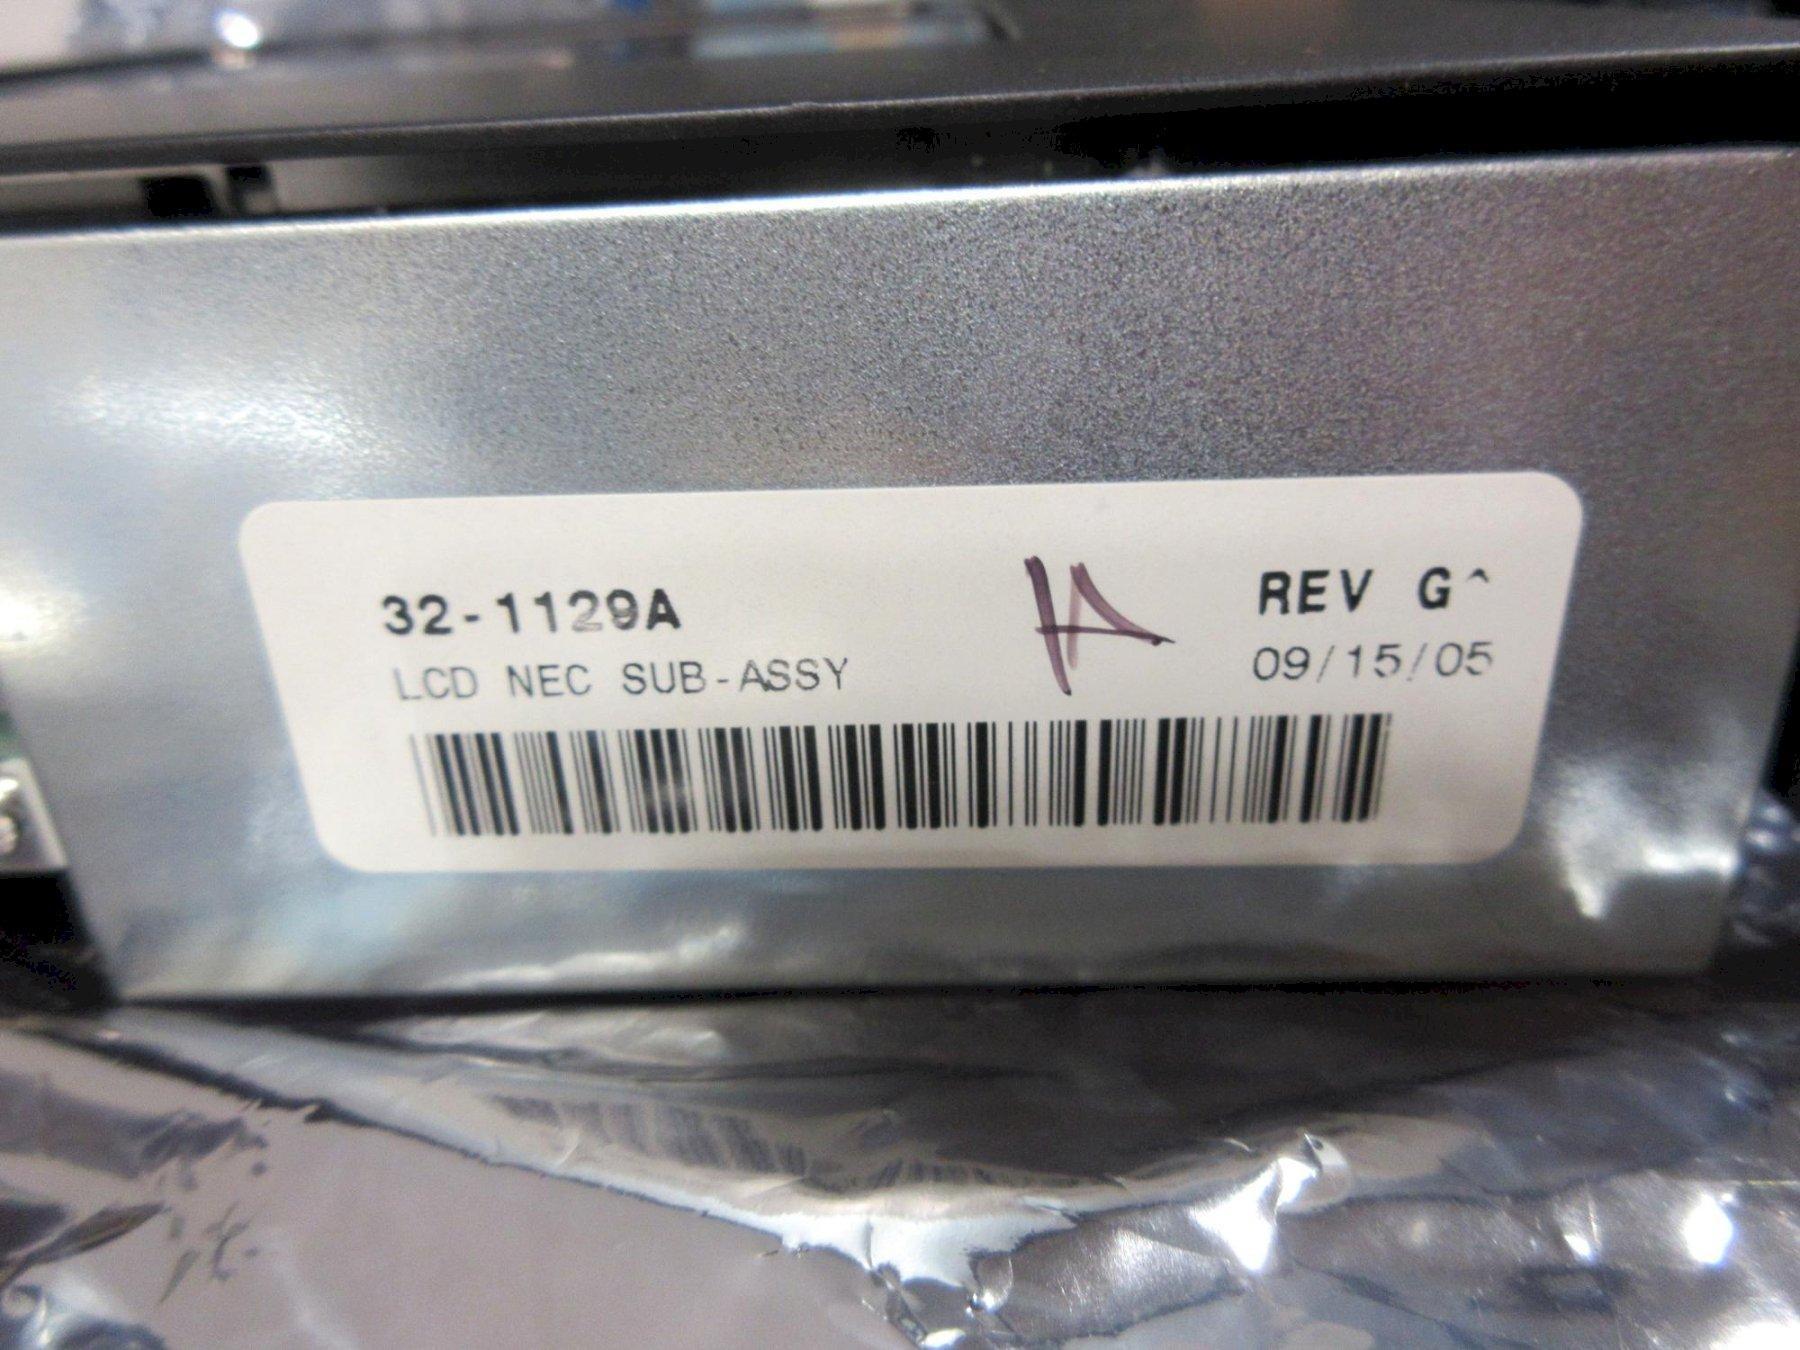 32-1129A
LCD NEC SUB-ASSY
REV G^
09/15/05